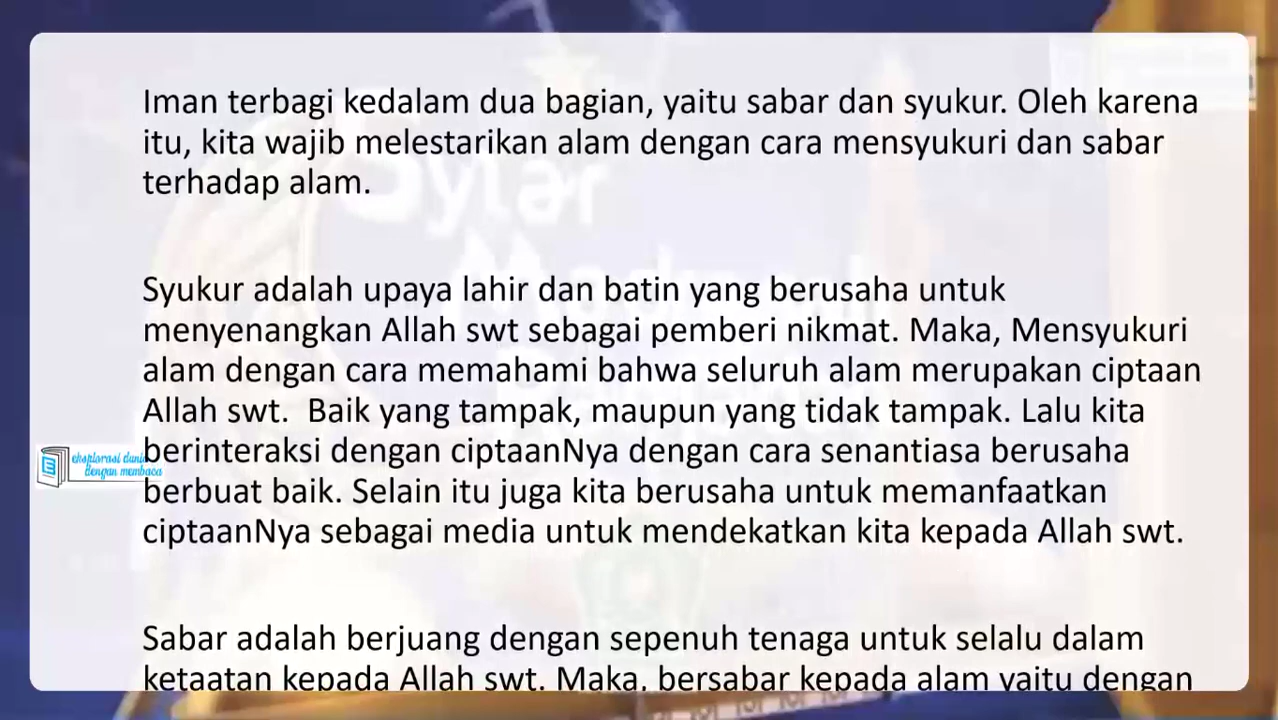 Iman terbagi kedalam dua bagian, yaitu sabar dan syukur. Oleh karena
itu, kita wajib melestarikan alam dengan cara mensyukuri dan sabar
terhadap alam.
Syukur adalah upaya lahir dan batin yang berusaha untuk
menyenangkan Allah swt sebagai pemberi nikmat. Maka, Mensyukuri
alam dengan cara memahami bahwa seluruh alam merupakan ciptaan
Allah swt.  Baik yang tampak, maupun yang tidak tampak. Lalu kita
berinteraksi dengan ciptaanNya dengan cara senantiasa berusaha
berbuat baik. Selain itu juga kita berusaha untuk memanfaatkan
ciptaanNya sebagai media untuk mendekatkan kita kepada Allah swt.
Sabar adalah berjuang dengan sepenuh tenaga untuk selalu dalam
ketaatan kepada Allah swt. Maka, bersabar kepada alam yaitu dengan
eksplorasi dunia
dengan membaca